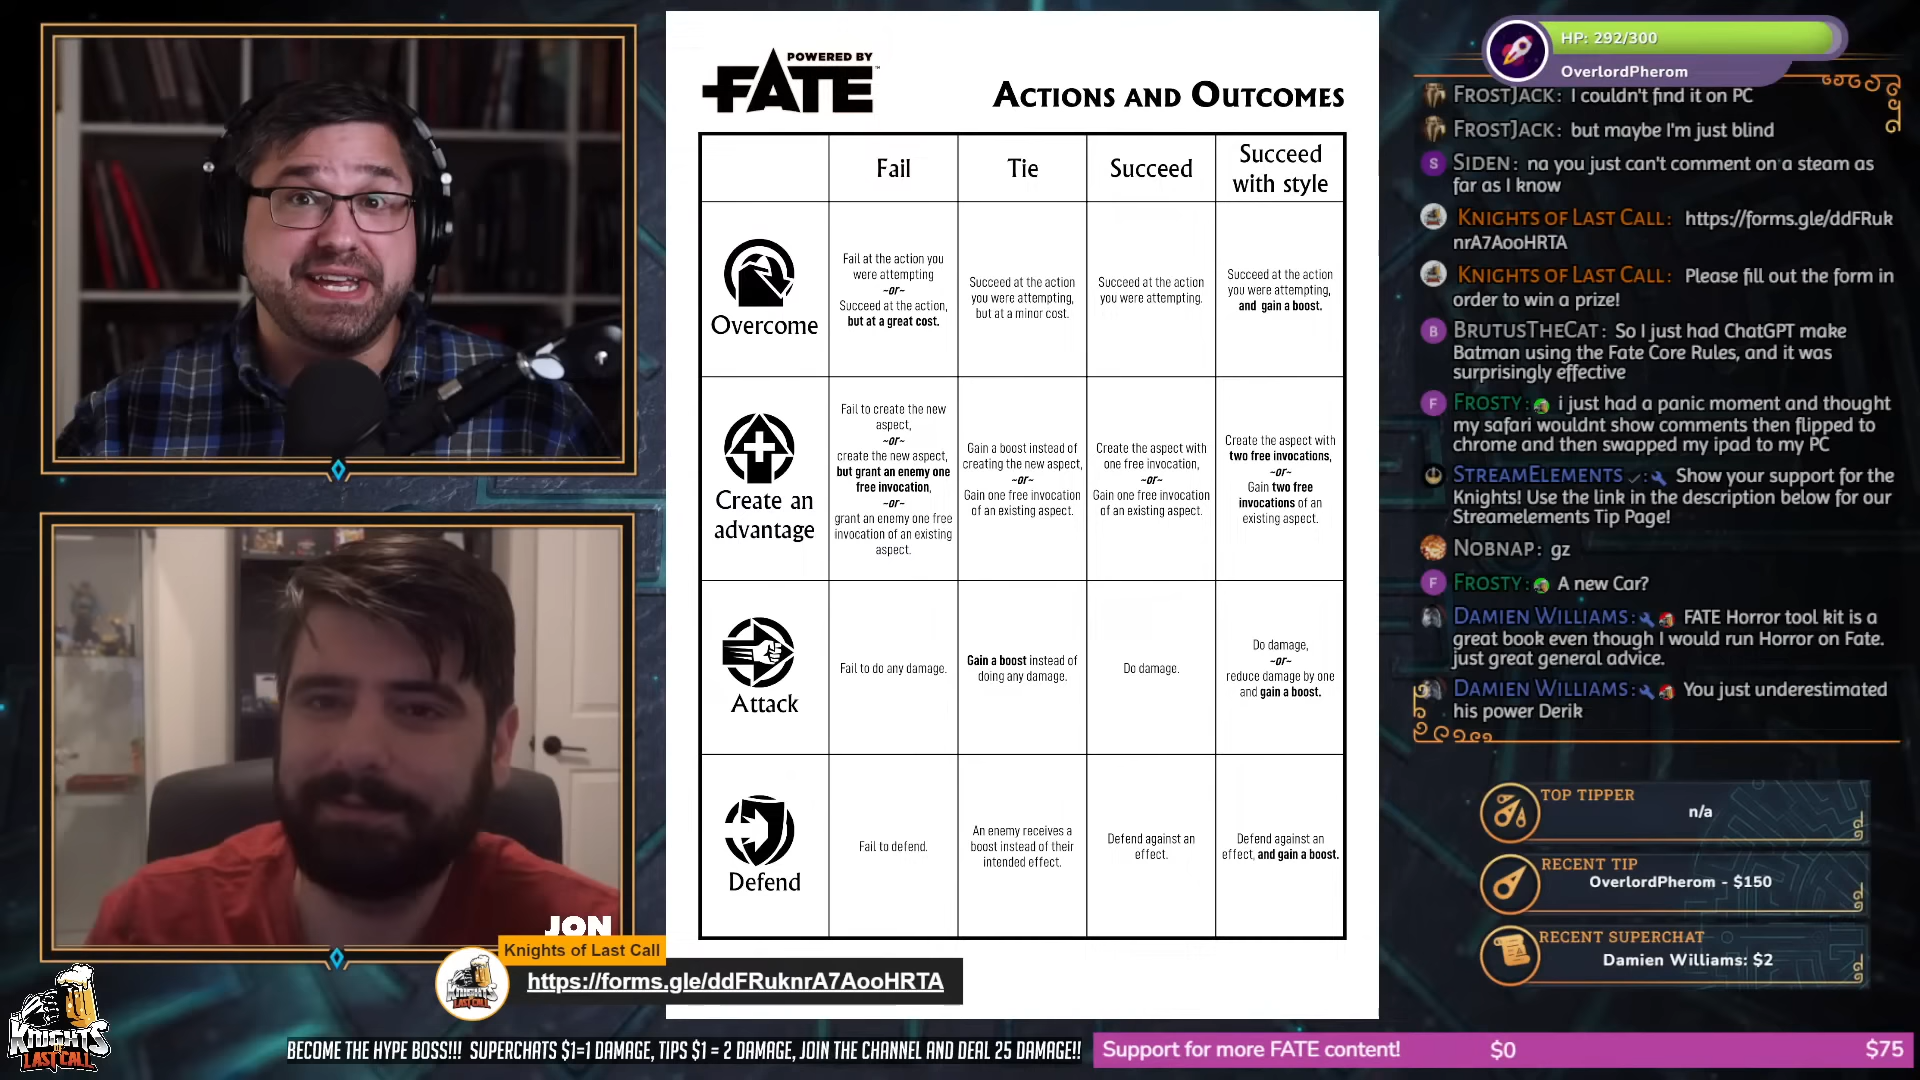 POWERED BY
FATE
™
ACTIONS AND OUTCOMES
Fail
Tie
Succeed
Succeed
with style
Overcome
Fail at the action you
were attempting
~or~
Succeed at the action,
but at a great cost.
Succeed at the action
you were attempting,
but at a minor cost.
Succeed at the action
you were attempting.
Succeed at the action
you were attempting,
and gain a boost.
Create an
advantage
Fail to create the new
aspect,
~or~
create the new aspect,
but grant an enemy one
free invocation,
~or~
grant an enemy one free
invocation of an existing
aspect.
Gain a boost instead of
creating the new aspect,
~or~
Gain one free invocation
of an existing aspect.
Create the aspect with
one free invocation,
~or~
Gain one free invocation
of an existing aspect.
Create the aspect with
two free invocations,
~or~
Gain two free
invocations of an
existing aspect.
Attack
Fail to do any damage.
Gain a boost instead of
doing any damage.
Do damage.
Do damage,
~or~
reduce damage by one
and gain a boost.
Defend
Fail to defend.
An enemy receives a
boost instead of their
intended effect.
Defend against an
effect.
Defend against an
effect, and gain a boost.
HP: 292/300
OverlordPherom
FROSTJACK: I couldn't find it on PC
FROSTJACK: but maybe I'm just blind
S SIDEN: na you just can't comment on a steam as
far as I know
KNIGHTS OF LAST CALL: https://forms.gle/ddFRuk
nrA7AooHRTA
KNIGHTS OF LAST CALL: Please fill out the form in
order to win a prize!
B BRUTUSTHECAT: So I just had ChatGPT make
Batman using the Fate Core Rules, and it was
surprisingly effective
F FROSTY: i just had a panic moment and thought
my safari wouldnt show comments then flipped to
chrome and then swapped my ipad to my PC
STREAMELEMENTS: Show your support for the
Knights! Use the link in the description below for our
Streamelements Tip Page!
NOBNAP: gz
F FROSTY: A new Car?
DAMIEN WILLIAMS: FATE Horror tool kit is a
great book even though I would run Horror on Fate.
just great general advice.
DAMIEN WILLIAMS: You just underestimated
his power Derik
TOP TIPPER
n/a
RECENT TIP
OverlordPherom - $150
RECENT SUPERCHAT
Damien Williams: $2
JON
Knights of Last Call
https://forms.gle/ddFRuknrA7AooHRTA
KNIGHTS
OF
LAST CALL
BECOME THE HYPE BOSS!!! SUPERCHATS $1=1 DAMAGE, TIPS $1 = 2 DAMAGE, JOIN THE CHANNEL AND DEAL 25 DAMAGE!!
Support for more FATE content!
$0
$75